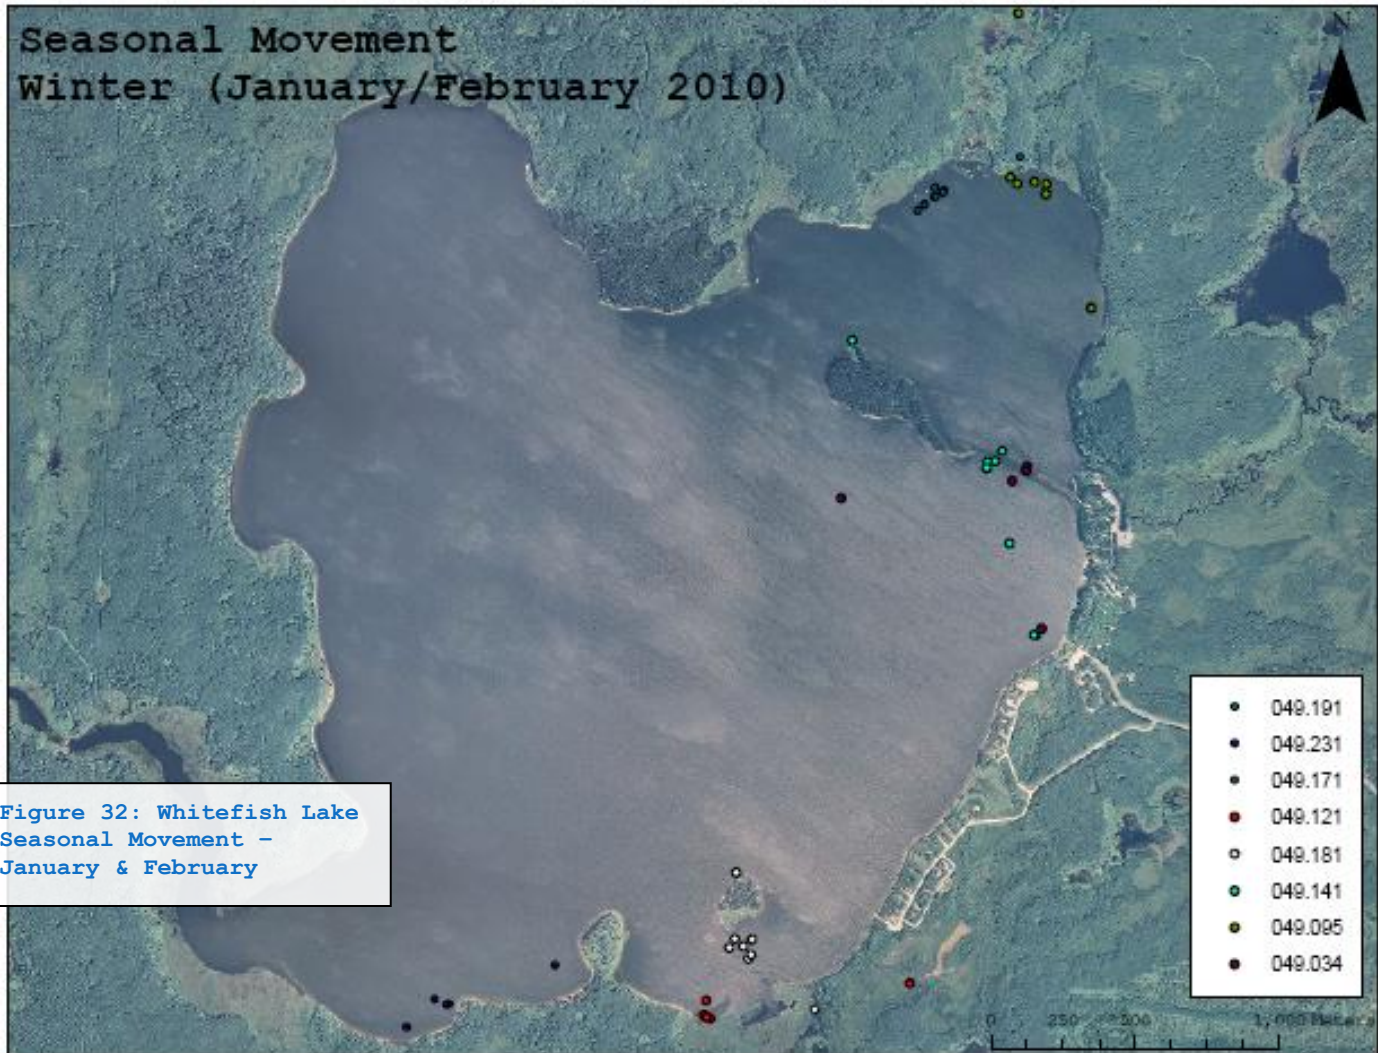 Seasonal Movement
Winter (January/February 2010)
N
049.191
049.231
049.171
049.121
049.181
049.141
049.095
049.034
Figure 32: Whitefish Lake
Seasonal Movement –
January & February
0 250 500 1,000 Meters